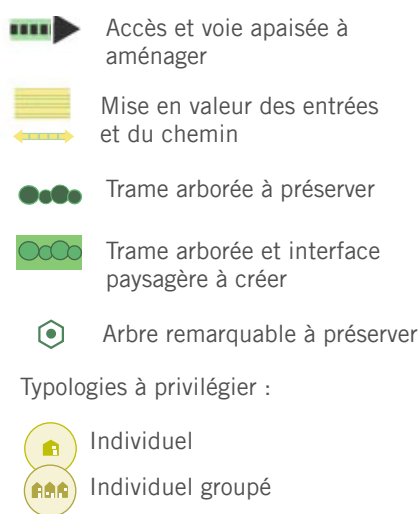 Accès et voie apaisée à
aménager
Mise en valeur des entrées
et du chemin
Trame arborée à préserver
Trame arborée et interface
paysagère à créer
Arbre remarquable à préserver
Typologies à privilégier :
Individuel
Individuel groupé